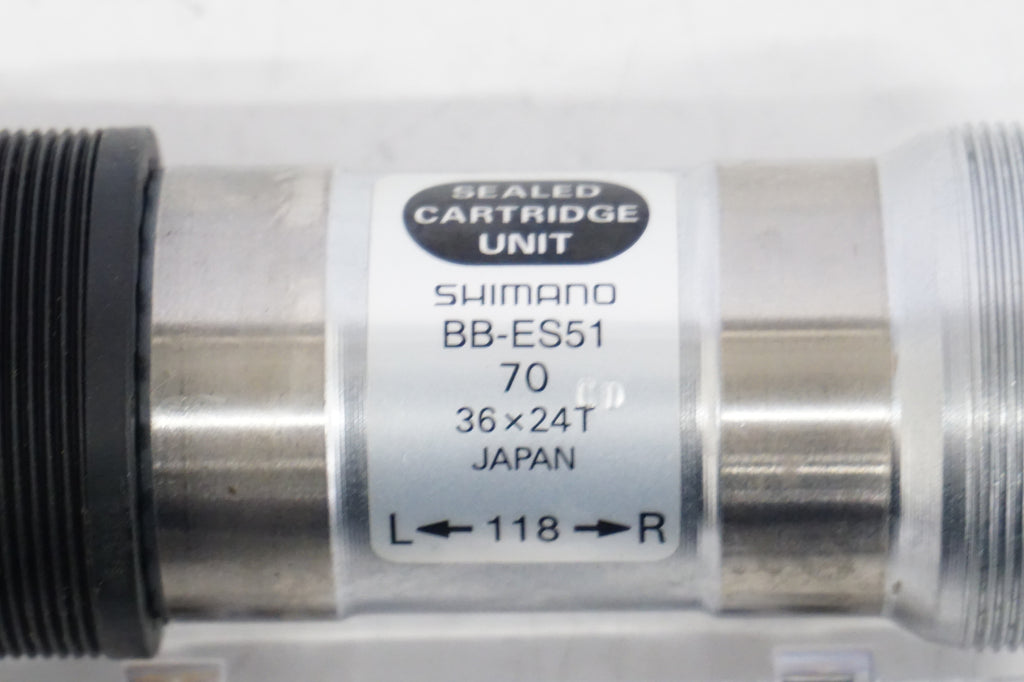 SEALED
CARTRIDGE
UNIT
SHIMANO
BB-ES51
70
36×24T
JAPAN
L ← 118 → R